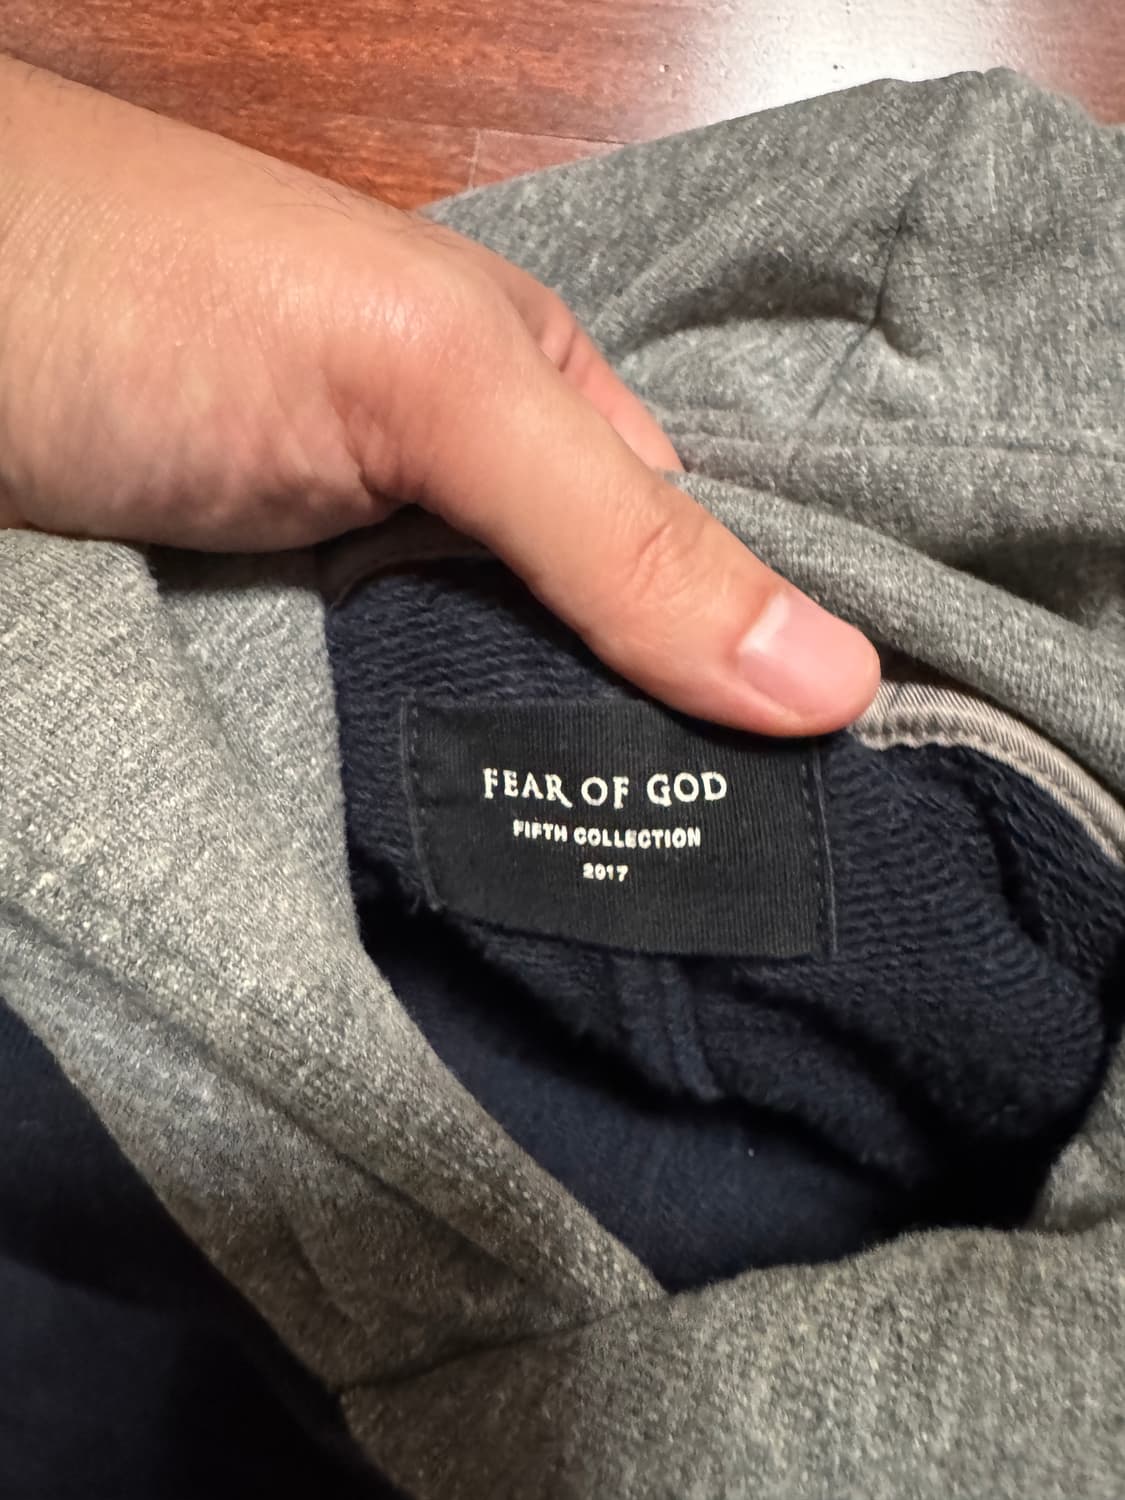 FEAR OF GOD
FIFTH COLLECTION
2017